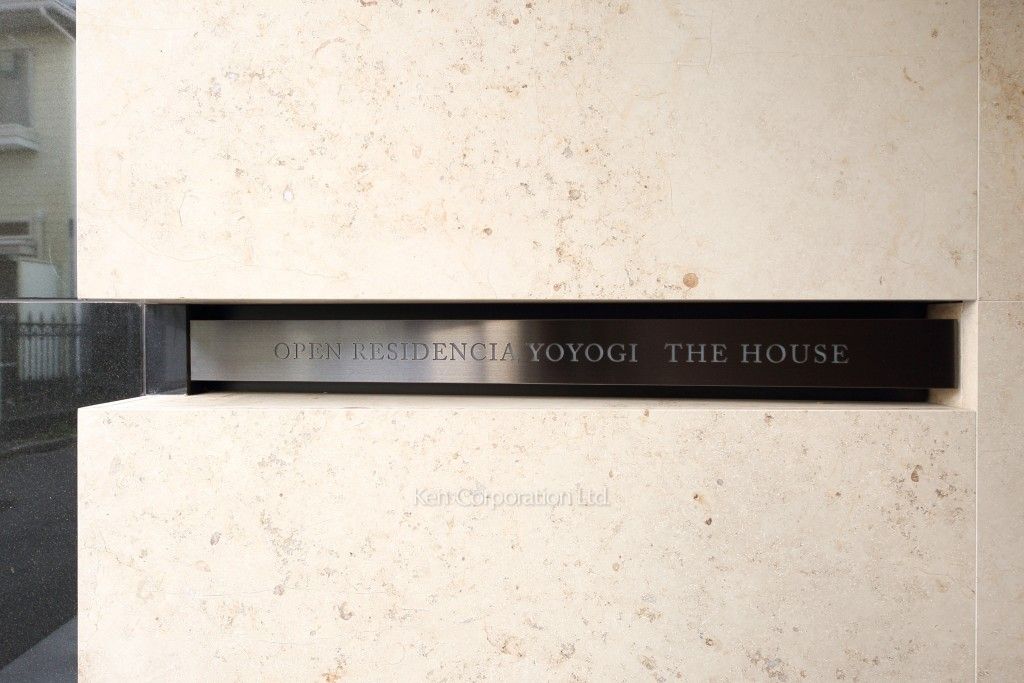 OPEN RESIDENCIA YOYOGI THE HOUSE
Ken Corporation Ltd.